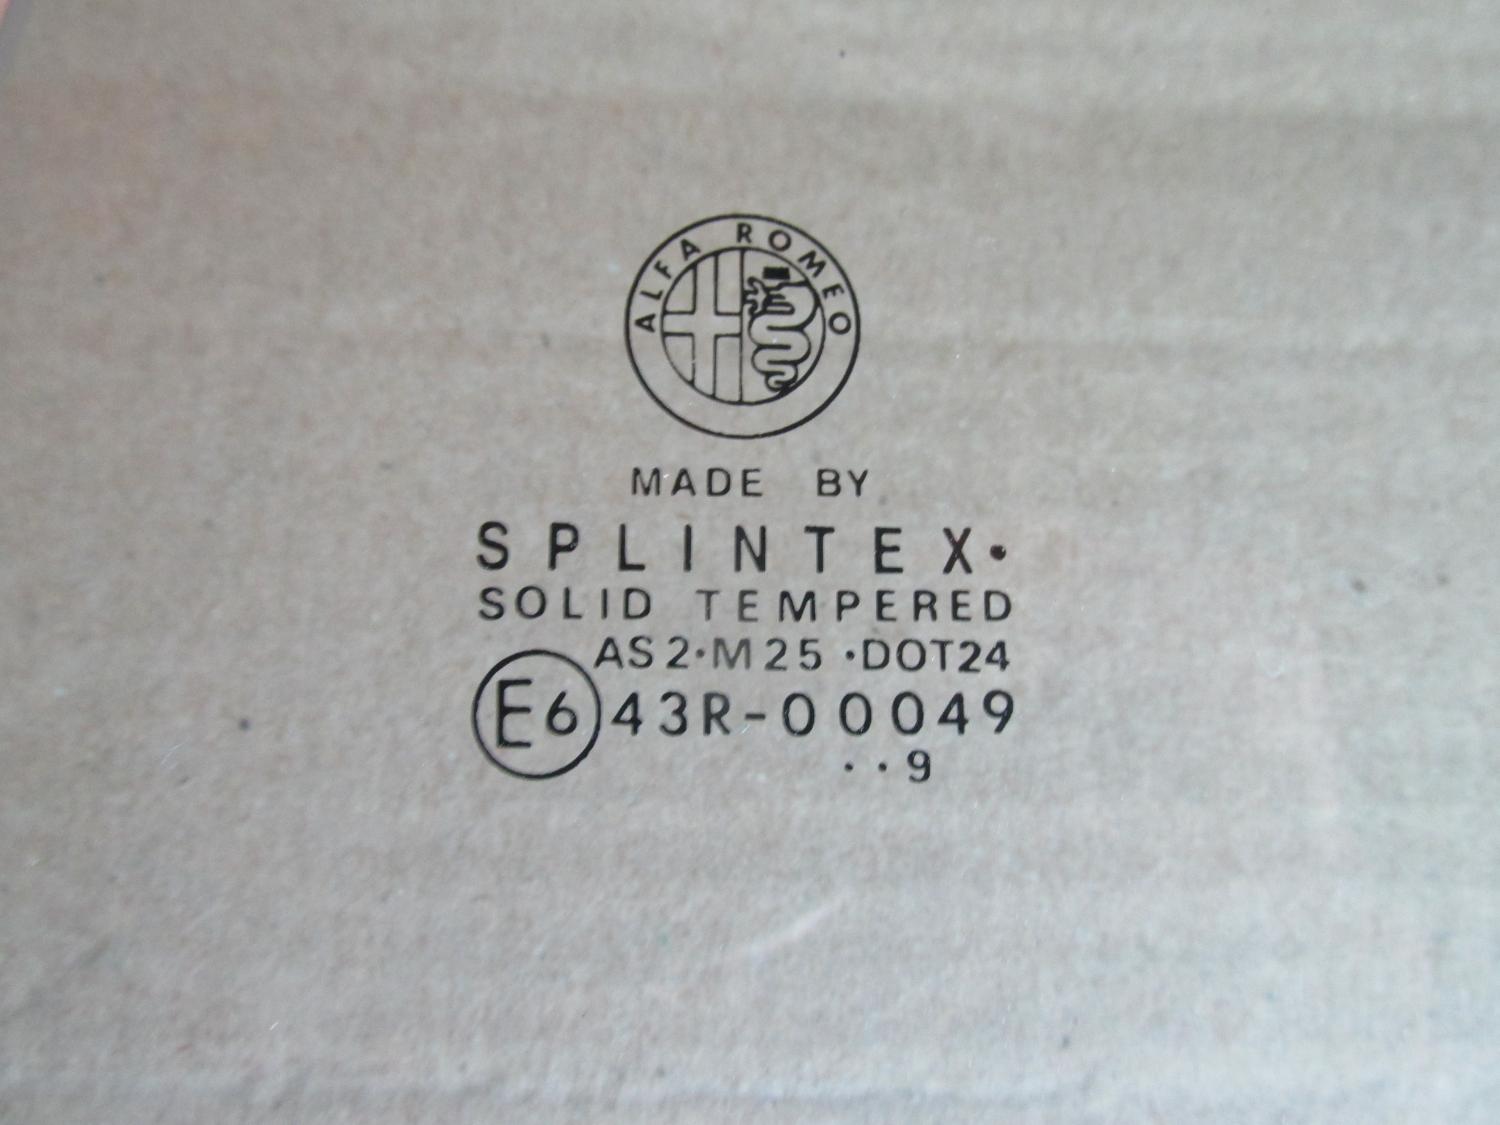 ALFA ROMEO
MADE BY
SPLINTEX·
SOLID TEMPERED
AS2·M25 ·DOT24
E6 43R-00049
··9